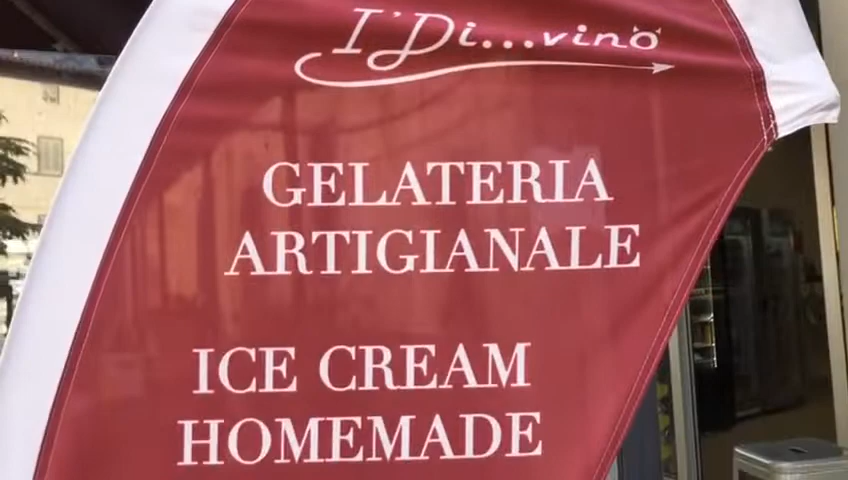 I'Di...vino
GELATERIA
ARTIGIANALE
ICE CREAM
HOMEMADE